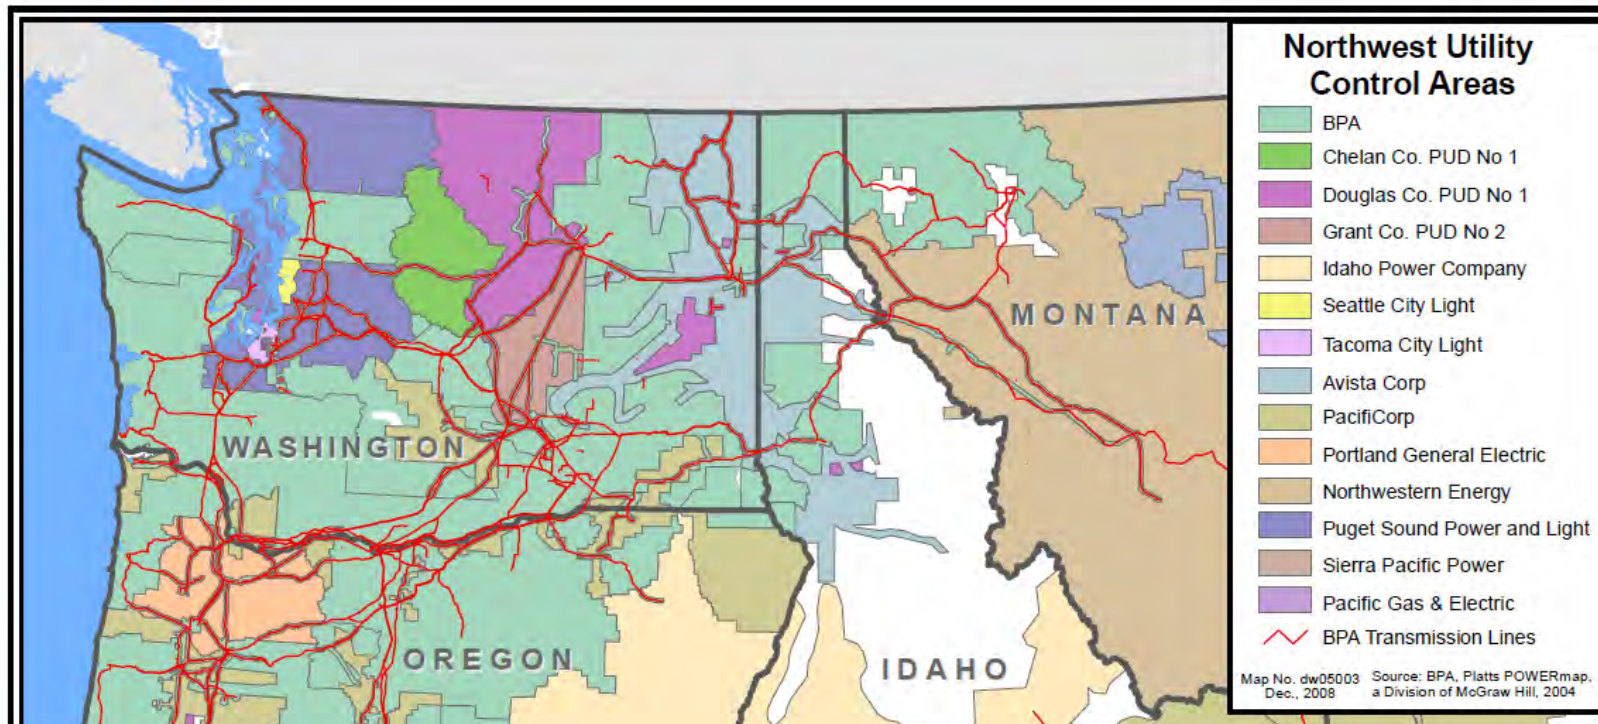 Northwest Utility
Control Areas
BPA
Chelan Co. PUD No 1
Douglas Co. PUD No 1
Grant Co. PUD No 2
Idaho Power Company
Seattle City Light
Tacoma City Light
Avista Corp
PacifiCorp
Portland General Electric
Northwestern Energy
Puget Sound Power and Light
Sierra Pacific Power
Pacific Gas & Electric
BPA Transmission Lines
Map No. dw05003
Dec., 2008
Source: BPA, Platts POWERmap,
a Division of McGraw Hill, 2004
MONTANA
WASHINGTON
OREGON
IDAHO